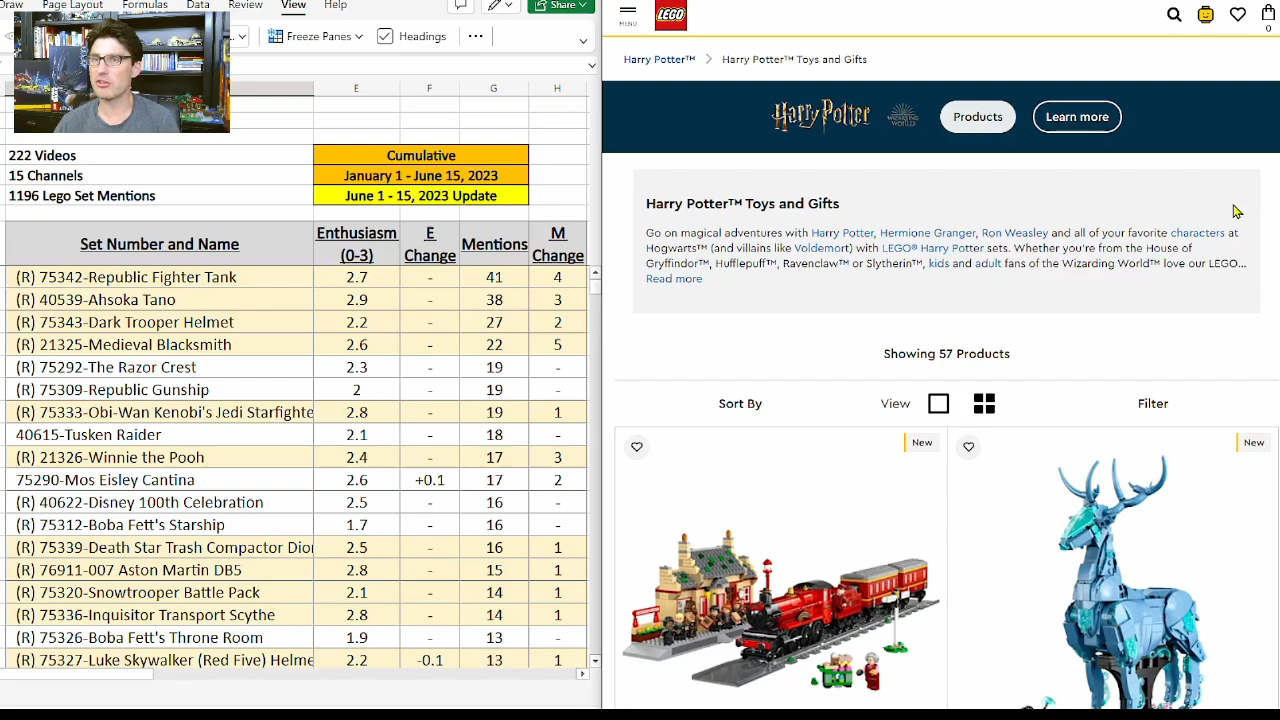 Draw Page Layout Formulas Data Review View Help
Share
Freeze Panes Headings
222 Videos
15 Channels
1196 Lego Set Mentions
Cumulative
January 1 - June 15, 2023
June 1 - 15, 2023 Update
E F G H
Set Number and Name Enthusiasm (0-3) E Change Mentions M Change
(R) 75342-Republic Fighter Tank 2.7 - 41 4
(R) 40539-Ahsoka Tano 2.9 - 38 3
(R) 75343-Dark Trooper Helmet 2.2 - 27 2
(R) 21325-Medieval Blacksmith 2.6 - 22 5
(R) 75292-The Razor Crest 2.3 - 19 -
(R) 75309-Republic Gunship 2 - 19 -
(R) 75333-Obi-Wan Kenobi's Jedi Starfighte 2.8 - 19 1
40615-Tusken Raider 2.1 - 18 -
(R) 21326-Winnie the Pooh 2.4 - 17 3
75290-Mos Eisley Cantina 2.6 +0.1 17 2
(R) 40622-Disney 100th Celebration 2.5 - 16 -
(R) 75312-Boba Fett's Starship 1.7 - 16 -
(R) 75339-Death Star Trash Compactor Dior 2.5 - 16 1
(R) 76911-007 Aston Martin DB5 2.8 - 15 1
(R) 75320-Snowtrooper Battle Pack 2.1 - 14 1
(R) 75336-Inquisitor Transport Scythe 2.8 - 14 1
(R) 75326-Boba Fett's Throne Room 1.9 - 13 -
(R) 75327-Luke Skywalker (Red Five) Helme 2.2 -0.1 13 1
MENU
LEGO
0
Harry Potter™ > Harry Potter™ Toys and Gifts
Harry Potter WIZARDING WORLD Products Learn more
Harry Potter™ Toys and Gifts
Go on magical adventures with Harry Potter, Hermione Granger, Ron Weasley and all of your favorite characters at
Hogwarts™ (and villains like Voldemort) with LEGO® Harry Potter sets. Whether you're from the House of
Gryffindor™, Hufflepuff™, Ravenclaw™ or Slytherin™, kids and adult fans of the Wizarding World™ love our LEGO...
Read more
Showing 57 Products
Sort By View Filter
New New